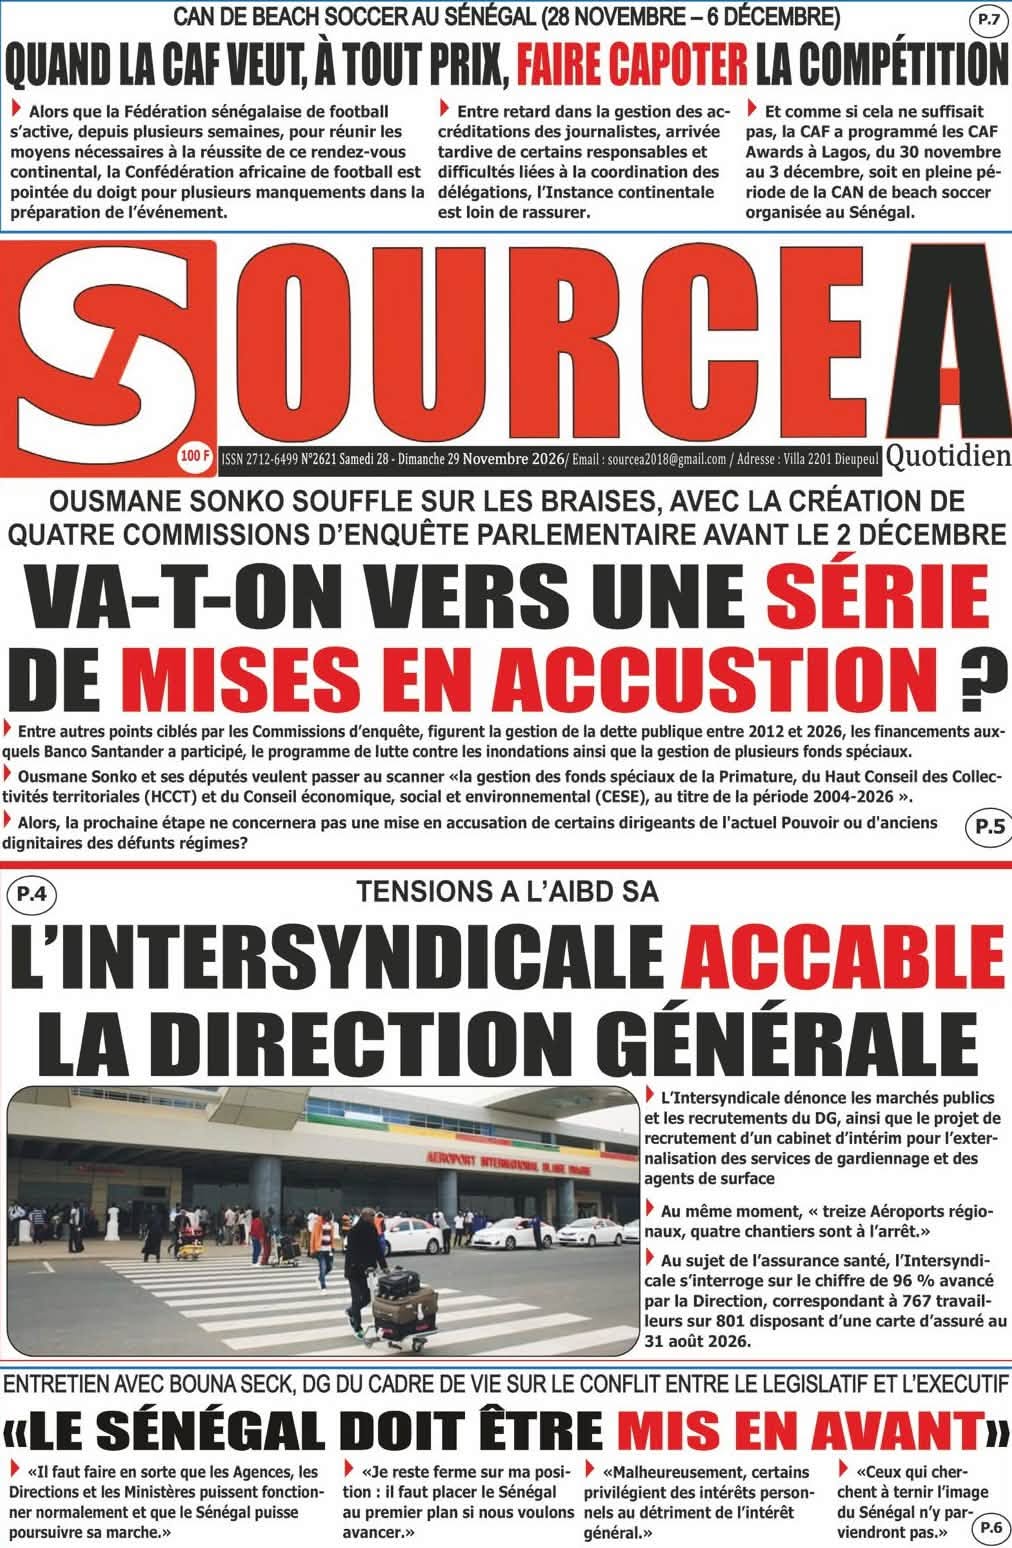 CAN DE BEACH SOCCER AU SÉNÉGAL (28 NOVEMBRE – 6 DÉCEMBRE)
P.7
QUAND LA CAF VEUT, À TOUT PRIX, FAIRE CAPOTER LA COMPÉTITION
Alors que la Fédération sénégalaise de football
s’active, depuis plusieurs semaines, pour réunir les
moyens nécessaires à la réussite de ce rendez-vous
continental, la Confédération africaine de football est
pointée du doigt pour plusieurs manquements dans la
préparation de l’événement.
Entre retard dans la gestion des ac-
créditations des journalistes, arrivée
tardive de certains responsables et
difficultés liées à la coordination des
délégations, l’Instance continentale
est loin de rassurer.
Et comme si cela ne suffisait
pas, la CAF a programmé les CAF
Awards à Lagos, du 30 novembre
au 3 décembre, soit en pleine pé-
riode de la CAN de beach soccer
organisée au Sénégal.
SOURCE A
100 F
ISSN 2712-6499 N°2621 Samedi 28 - Dimanche 29 Novembre 2026/ Email : sourcea2018@gmail.com / Adresse : Villa 2201 Dieupeul
Quotidien
OUSMANE SONKO SOUFFLE SUR LES BRAISES, AVEC LA CRÉATION DE
QUATRE COMMISSIONS D’ENQUÊTE PARLEMENTAIRE AVANT LE 2 DÉCEMBRE
VA-T-ON VERS UNE SÉRIE
DE MISES EN ACCUSTION ?
Entre autres points ciblés par les Commissions d’enquête, figurent la gestion de la dette publique entre 2012 et 2026, les financements aux-
quels Banco Santander a participé, le programme de lutte contre les inondations ainsi que la gestion de plusieurs fonds spéciaux.
Ousmane Sonko et ses députés veulent passer au scanner «la gestion des fonds spéciaux de la Primature, du Haut Conseil des Collec-
tivités territoriales (HCCT) et du Conseil économique, social et environnemental (CESE), au titre de la période 2004-2026 ».
Alors, la prochaine étape ne concernera pas une mise en accusation de certains dirigeants de l'actuel Pouvoir ou d'anciens
dignitaires des défunts régimes?
P.5
P.4
TENSIONS A L’AIBD SA
L’INTERSYNDICALE ACCABLE
LA DIRECTION GÉNÉRALE
AEROPORT INTERNATIONAL BLAISE DIAGNE
L’Intersyndicale dénonce les marchés publics
et les recrutements du DG, ainsi que le projet de
recrutement d’un cabinet d’intérim pour l’exter-
nalisation des services de gardiennage et des
agents de surface
Au même moment, « treize Aéroports régio-
naux, quatre chantiers sont à l’arrêt.»
Au sujet de l’assurance santé, l’Intersyndi-
cale s’interroge sur le chiffre de 96 % avancé
par la Direction, correspondant à 767 travail-
leurs sur 801 disposant d’une carte d’assuré au
31 août 2026.
ENTRETIEN AVEC BOUNA SECK, DG DU CADRE DE VIE SUR LE CONFLIT ENTRE LE LEGISLATIF ET L’EXECUTIF
«LE SÉNÉGAL DOIT ÊTRE MIS EN AVANT»
«Il faut faire en sorte que les Agences, les
Directions et les Ministères puissent fonction-
ner normalement et que le Sénégal puisse
poursuivre sa marche.»
«Je reste ferme sur ma posi-
tion : il faut placer le Sénégal
au premier plan si nous voulons
avancer.»
«Malheureusement, certains
privilégient des intérêts person-
nels au détriment de l’intérêt
général.»
«Ceux qui cher-
chent à ternir l’image
du Sénégal n’y par-
viendront pas.»
P.6